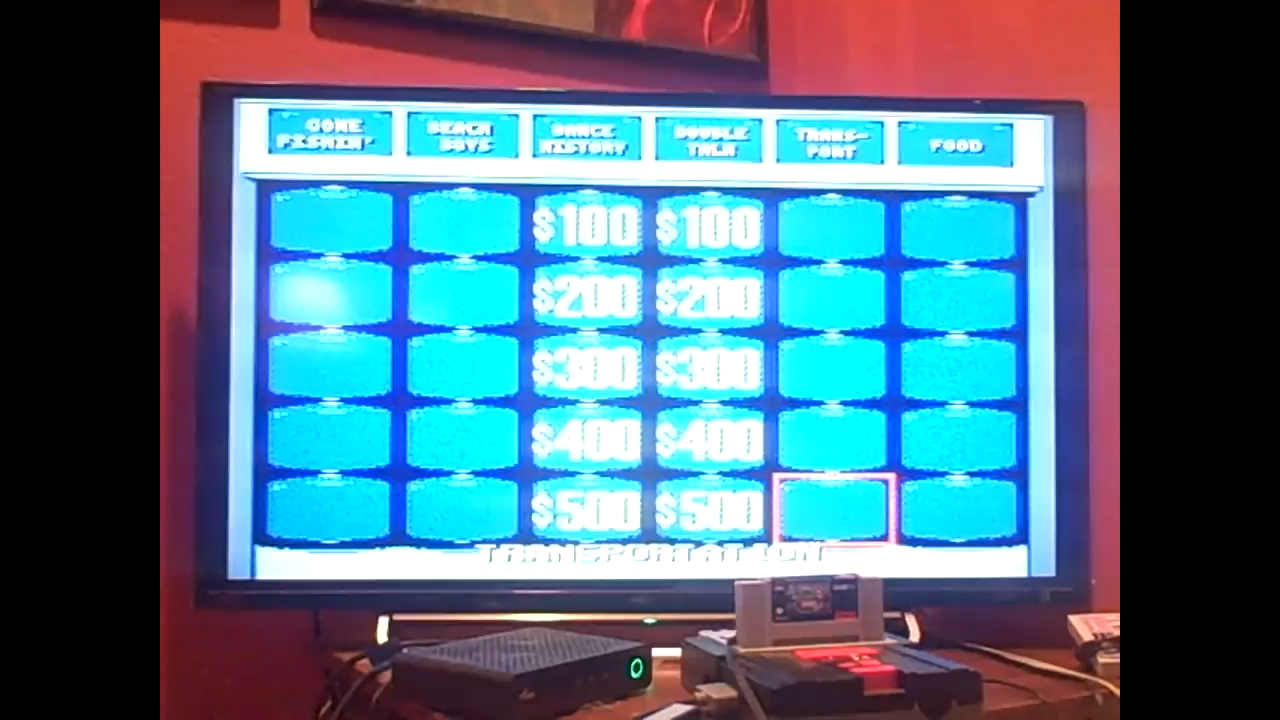 GONE
FISHIN'
BEACH
BOYS
DANCE
HISTORY
DOUBLE
TALK
TRANS-
PORT
FOOD
$100 $100
$200 $200
$300 $300
$400 $400
$500 $500
TRANSPORTATION